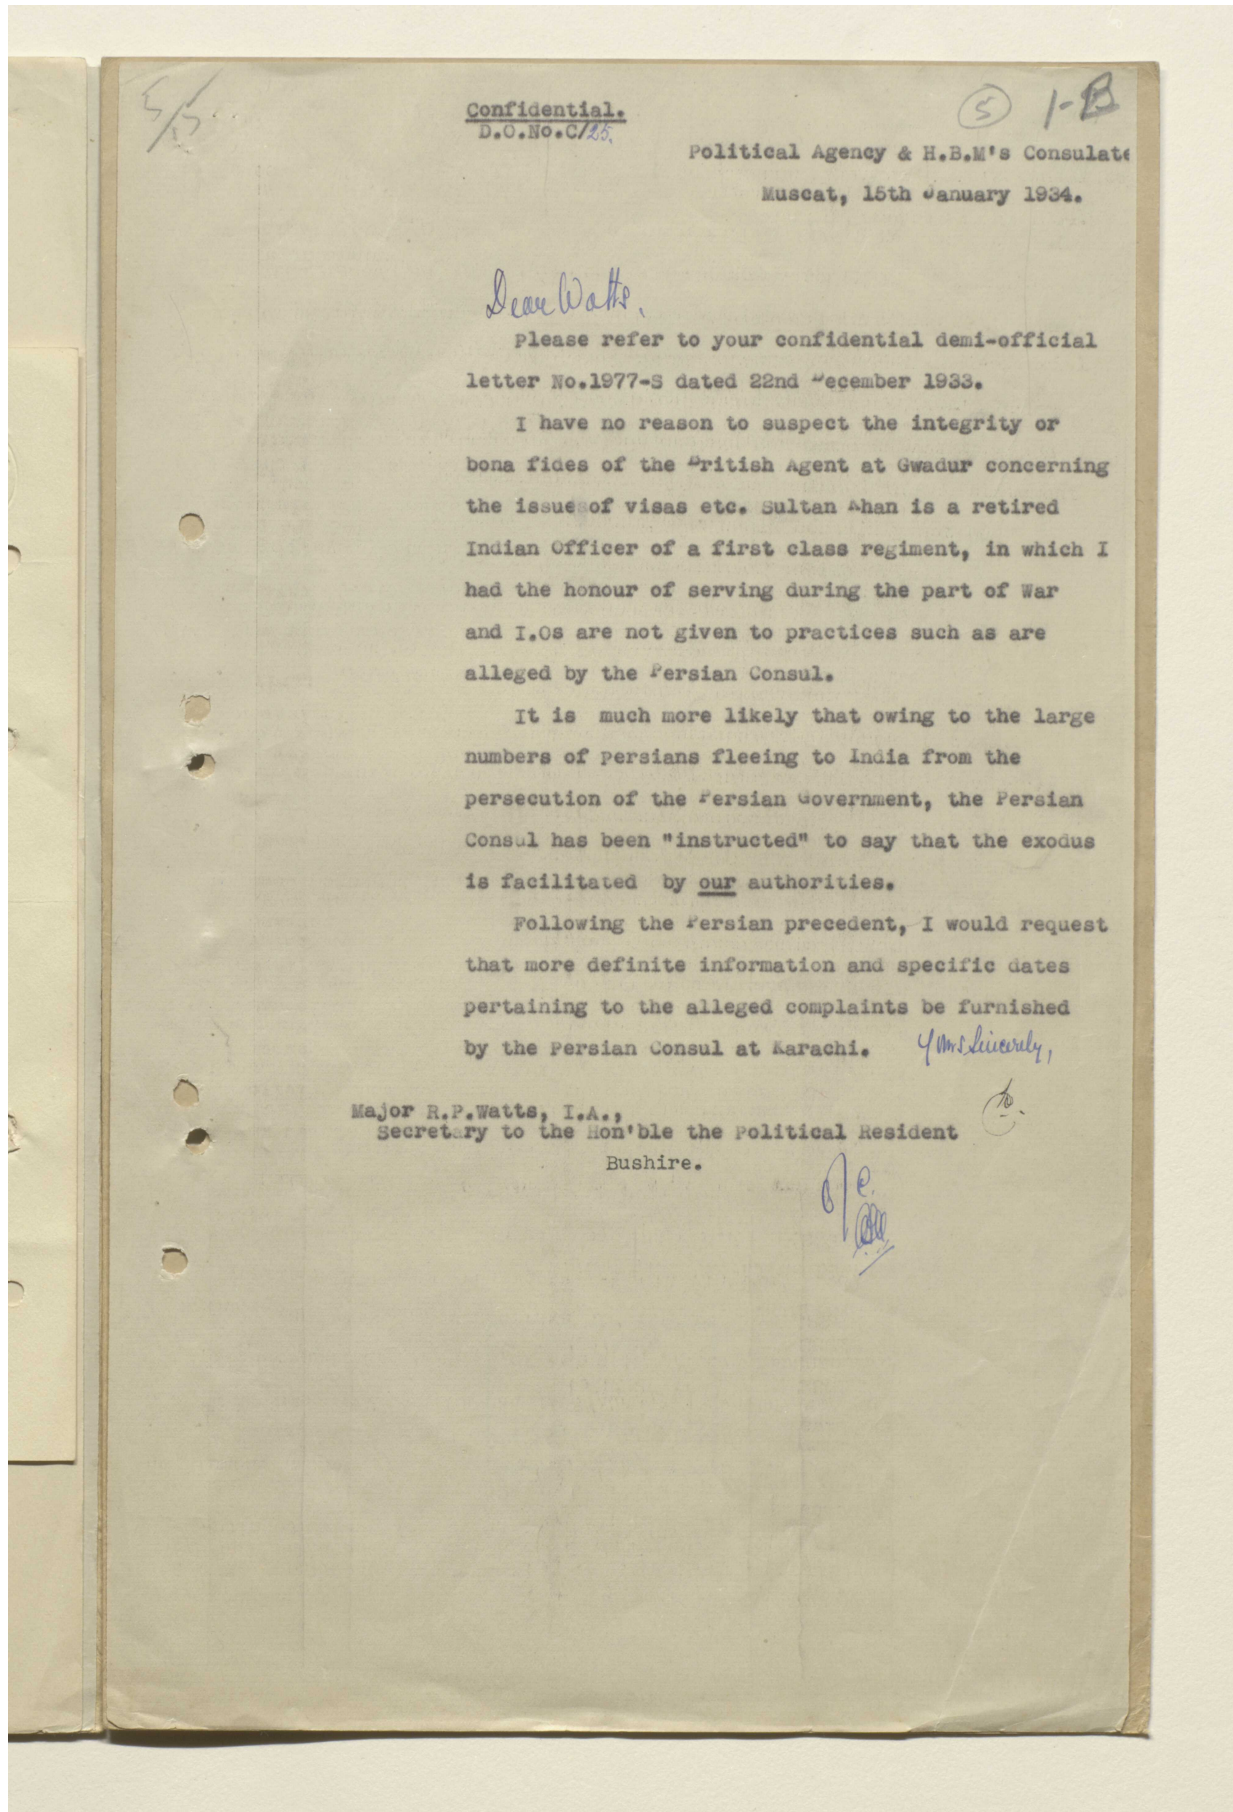 5/5
5
1-B
Confidential.
D.O.No.C/25.
Political Agency & H.B.M's Consulate
Muscat, 15th January 1934.
Dear Watts,
Please refer to your confidential demi-official
letter No.1977-S dated 22nd December 1933.
I have no reason to suspect the integrity or
bona fides of the British Agent at Gwadur concerning
the issue of visas etc. Sultan Khan is a retired
Indian Officer of a first class regiment, in which I
had the honour of serving during the part of War
and I.Os are not given to practices such as are
alleged by the Persian Consul.
It is much more likely that owing to the large
numbers of Persians fleeing to India from the
persecution of the Persian Government, the Persian
Consul has been "instructed" to say that the exodus
is facilitated by our authorities.
Following the Persian precedent, I would request
that more definite information and specific dates
pertaining to the alleged complaints be furnished
by the Persian Consul at Karachi. Yours Sincerely,
Major R.P.Watts, I.A.,
Secretary to the Hon'ble the Political Resident
Bushire.